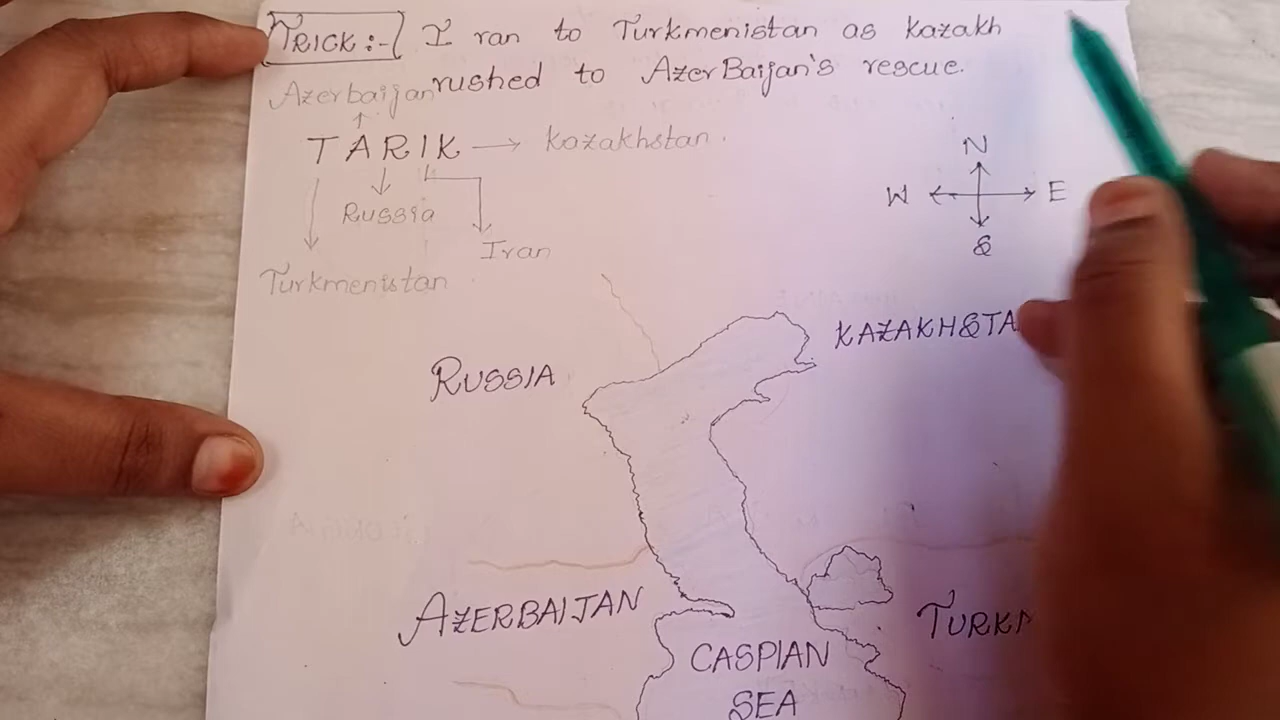 TRICK:- I ran to Turkmenistan as Kazakh
rushed to AzerBaijan's rescue.
Azerbaijan
TARIK → Kazakhstan.
Russia
Iran
Turkmenistan
N
W E
S
KAZAKHSTA
RUSSIA
AZERBAIJAN
TURK
CASPIAN
SEA